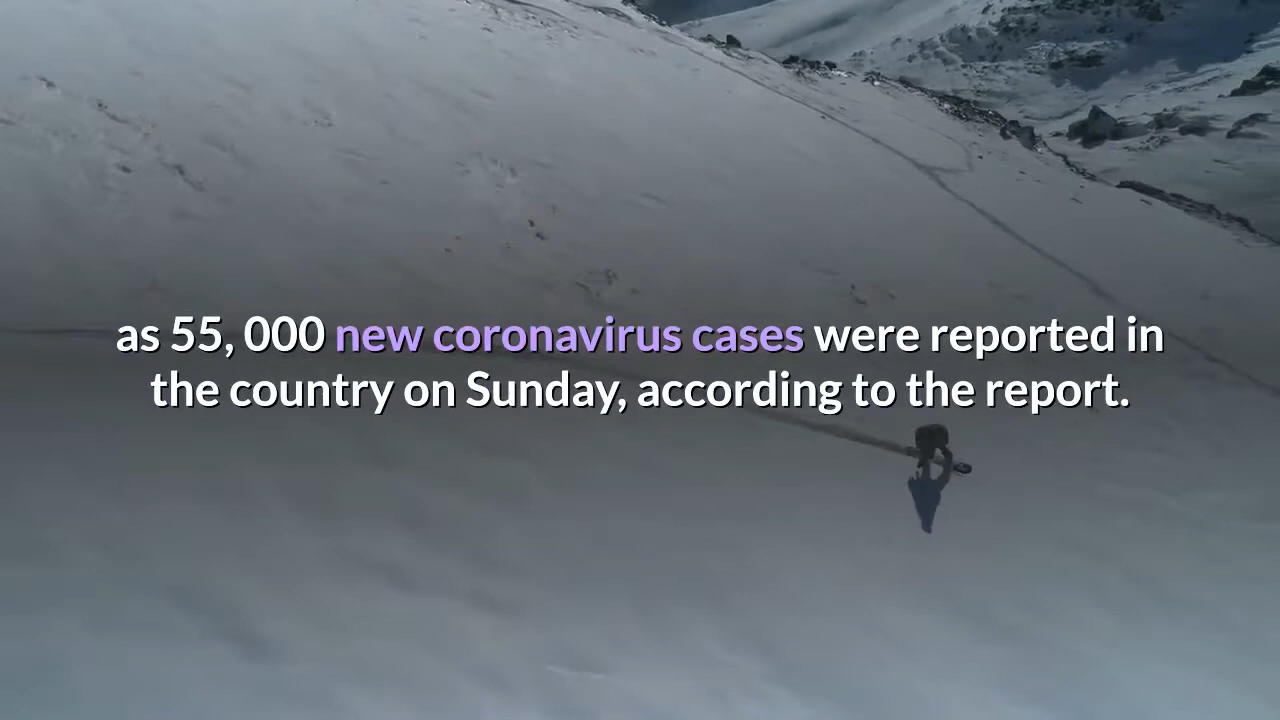 as 55, 000 new coronavirus cases were reported in
the country on Sunday, according to the report.